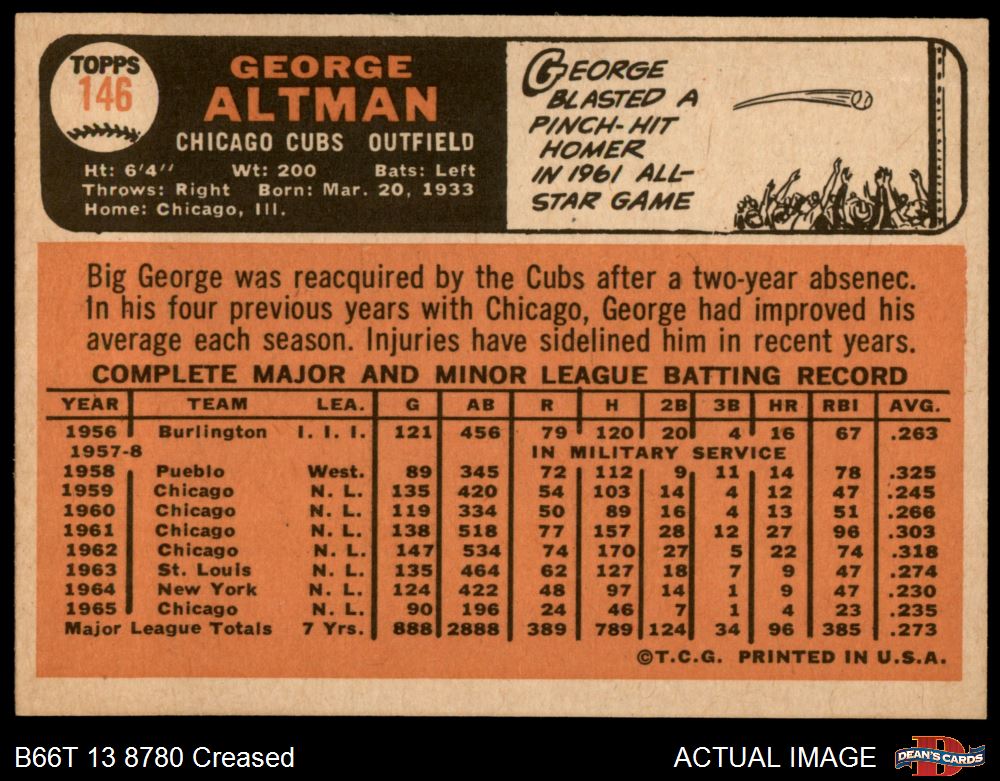 TOPPS
146
GEORGE
ALTMAN
CHICAGO CUBS OUTFIELD
Ht: 6'4" Wt: 200 Bats: Left
Throws: Right Born: Mar. 20, 1933
Home: Chicago, Ill.
GEORGE
BLASTED A
PINCH-HIT
HOMER
IN 1961 ALL-
STAR GAME
Big George was reacquired by the Cubs after a two-year absenec.
In his four previous years with Chicago, George had improved his
average each season. Injuries have sidelined him in recent years.
COMPLETE MAJOR AND MINOR LEAGUE BATTING RECORD
YEAR TEAM LEA. G AB R H 2B 3B HR RBI AVG.
1956 Burlington I. I. I. 121 456 79 120 20 4 16 67 .263
1957-8 IN MILITARY SERVICE
1958 Pueblo West. 89 345 72 112 9 11 14 78 .325
1959 Chicago N. L. 135 420 54 103 14 4 12 47 .245
1960 Chicago N. L. 119 334 50 89 16 4 13 51 .266
1961 Chicago N. L. 138 518 77 157 28 12 27 96 .303
1962 Chicago N. L. 147 534 74 170 27 5 22 74 .318
1963 St. Louis N. L. 135 464 62 127 18 7 9 47 .274
1964 New York N. L. 124 422 48 97 14 1 9 47 .230
1965 Chicago N. L. 90 196 24 46 7 1 4 23 .235
Major League Totals 7 Yrs. 888 2888 389 789 124 34 96 385 .273
©T.C.G. PRINTED IN U.S.A.
B66T 13 8780 Creased
ACTUAL IMAGE
D
DEAN'S CARDS